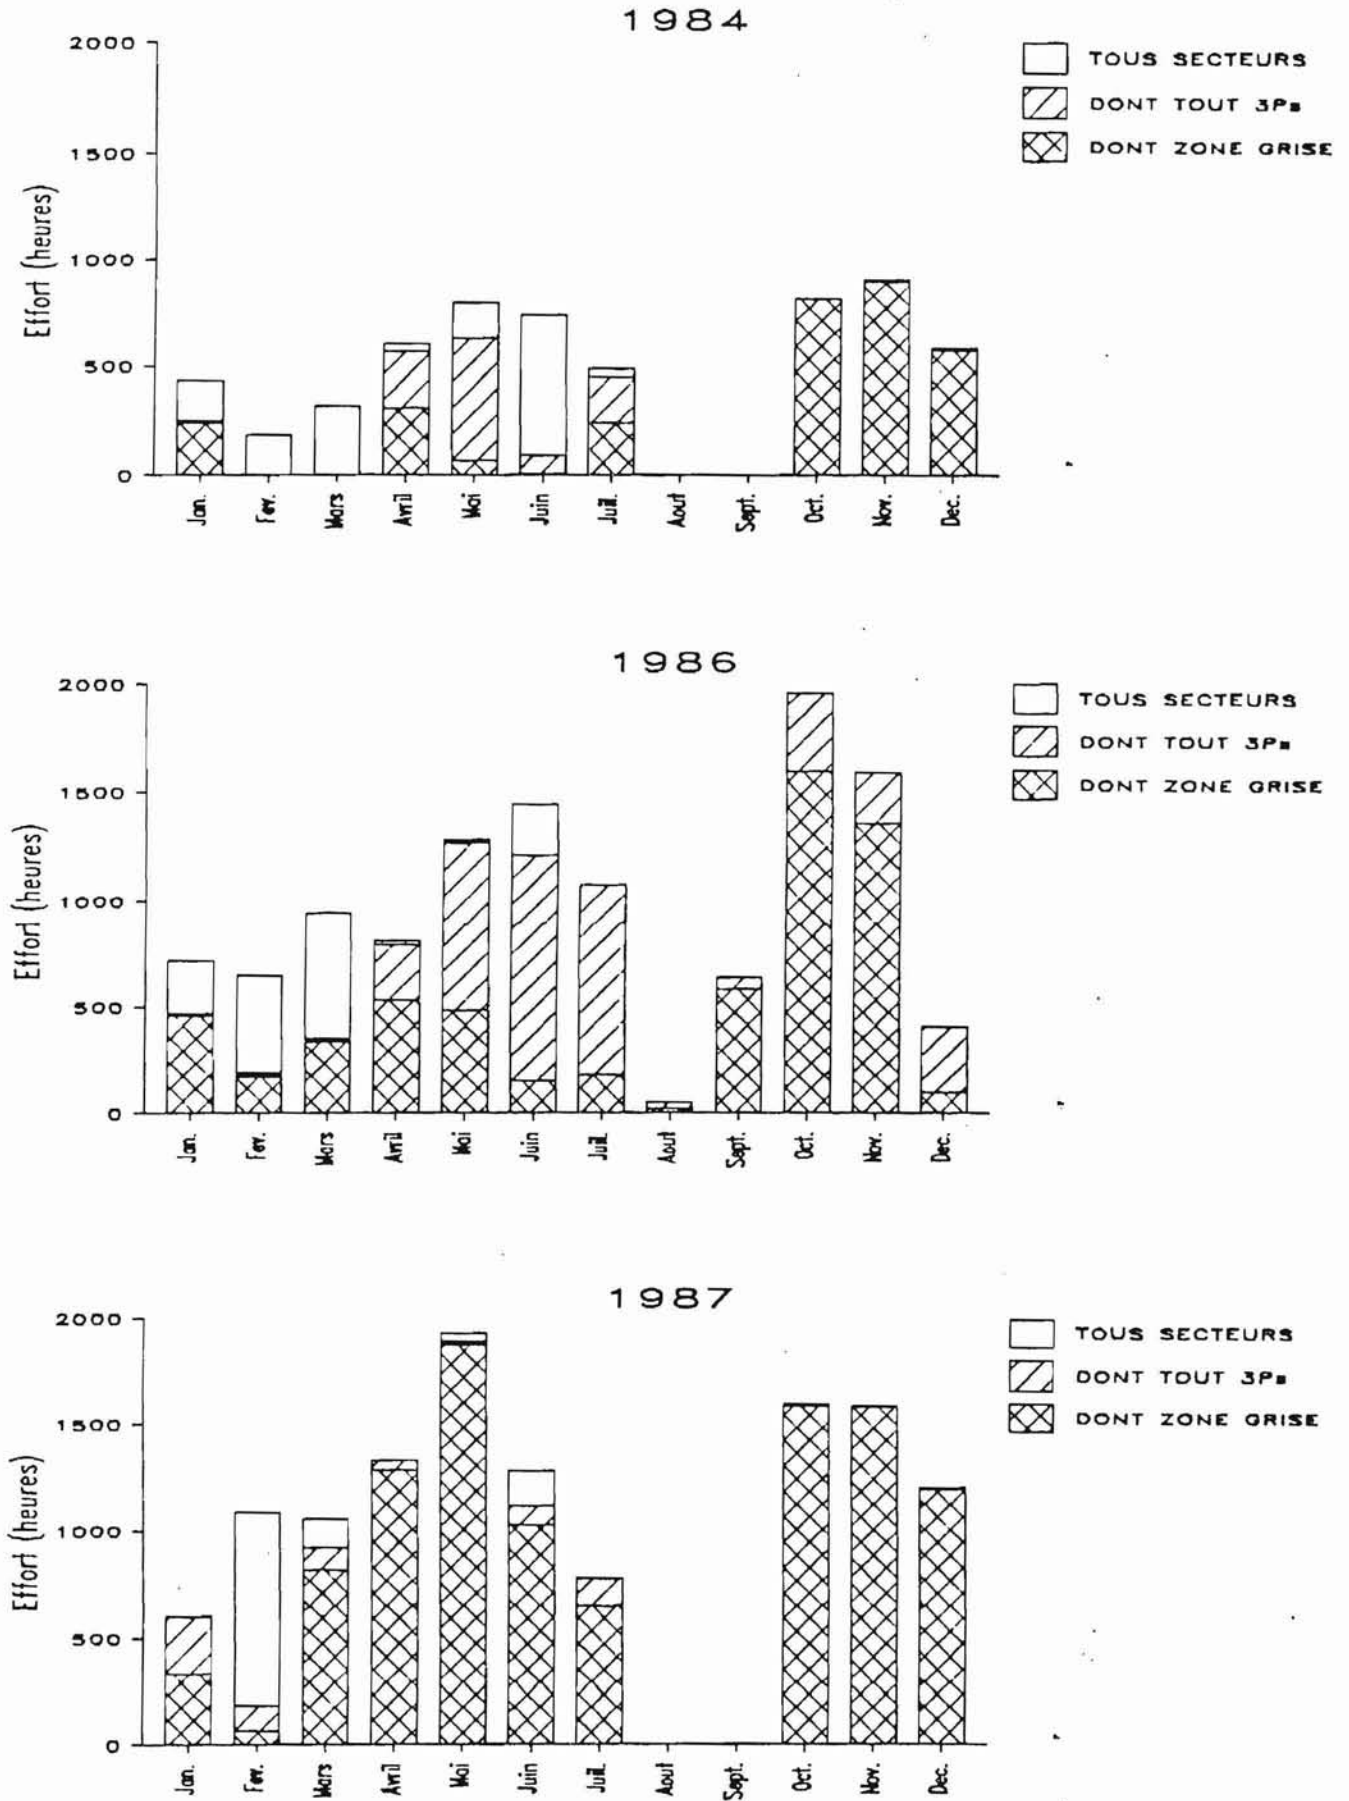 1984
2000
1500
1000
500
0
Effort (heures)
TOUS SECTEURS
DONT TOUT 3Ps
DONT ZONE GRISE
Jan. Fev. Mars Avril Mai Juin Juil. Aout Sept. Oct. Nov. Dec.
1986
2000
1500
1000
500
0
Effort (heures)
TOUS SECTEURS
DONT TOUT 3Ps
DONT ZONE GRISE
Jan. Fev. Mars Avril Mai Juin Juil. Aout Sept. Oct. Nov. Dec.
1987
2000
1500
1000
500
0
Effort (heures)
TOUS SECTEURS
DONT TOUT 3Ps
DONT ZONE GRISE
Jan. Fev. Mars Avril Mai Juin Juil. Aout Sept. Oct. Nov. Dec.